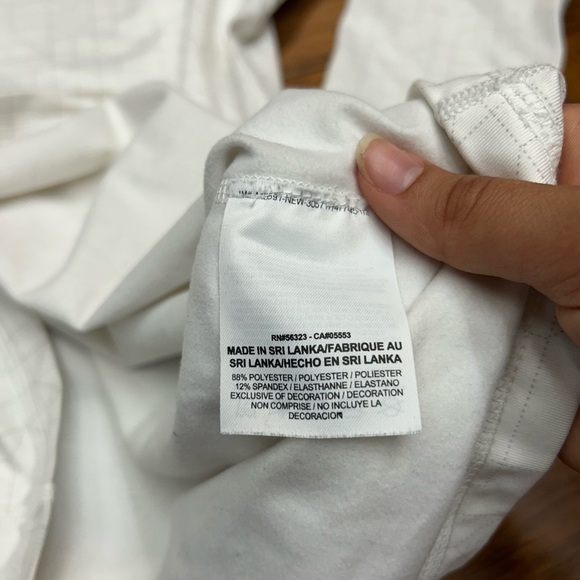 RN#56323 - CA#05553
MADE IN SRI LANKA/FABRIQUE AU
SRI LANKA/HECHO EN SRI LANKA
88% POLYESTER / POLYESTER / POLIESTER
12% SPANDEX / ELASTHANNE / ELASTANO
EXCLUSIVE OF DECORATION / DECORATION
NON COMPRISE / NO INCLUYE LA
DECORACION